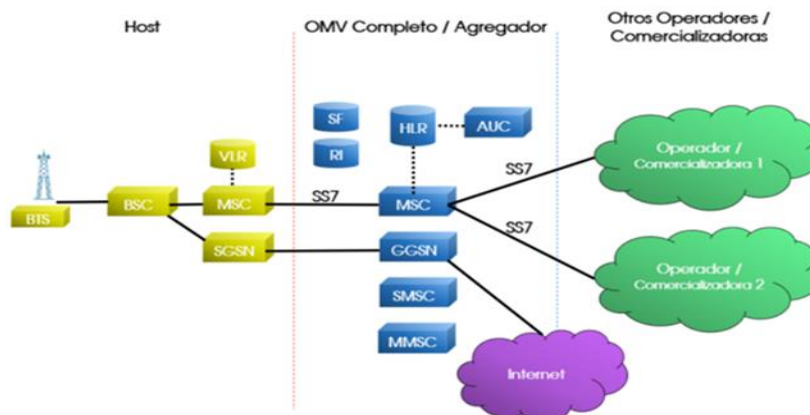 Host
OMV Completo / Agregador
Otros Operadores /
Comercializadoras
SF
RI
HLR
AUC
VLR
BTS
BSC
MSC
SS7
MSC
SS7
SS7
SGSN
GGSN
SMSC
MMSC
Operador /
Comercializadora 1
Operador /
Comercializadora 2
Internet